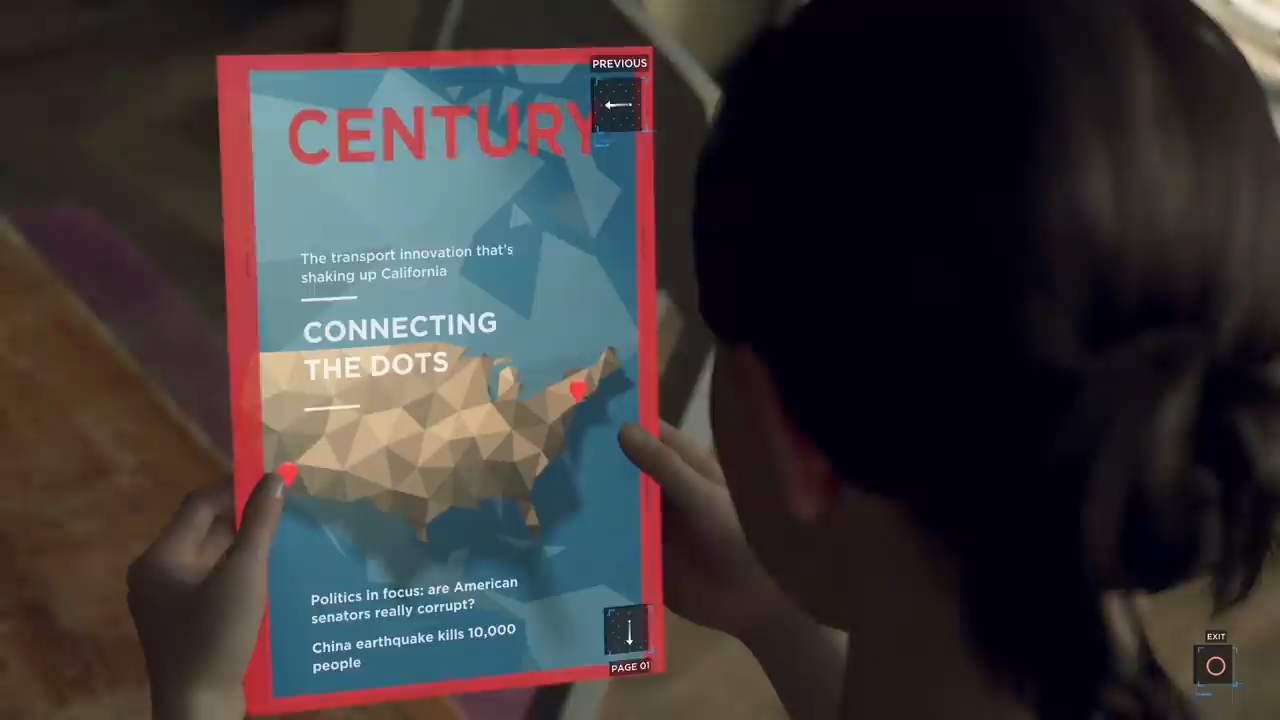 PREVIOUS
CENTURY
The transport innovation that's
shaking up California
CONNECTING
THE DOTS
Politics in focus: are American
senators really corrupt?
China earthquake kills 10,000
people
PAGE 01
EXIT